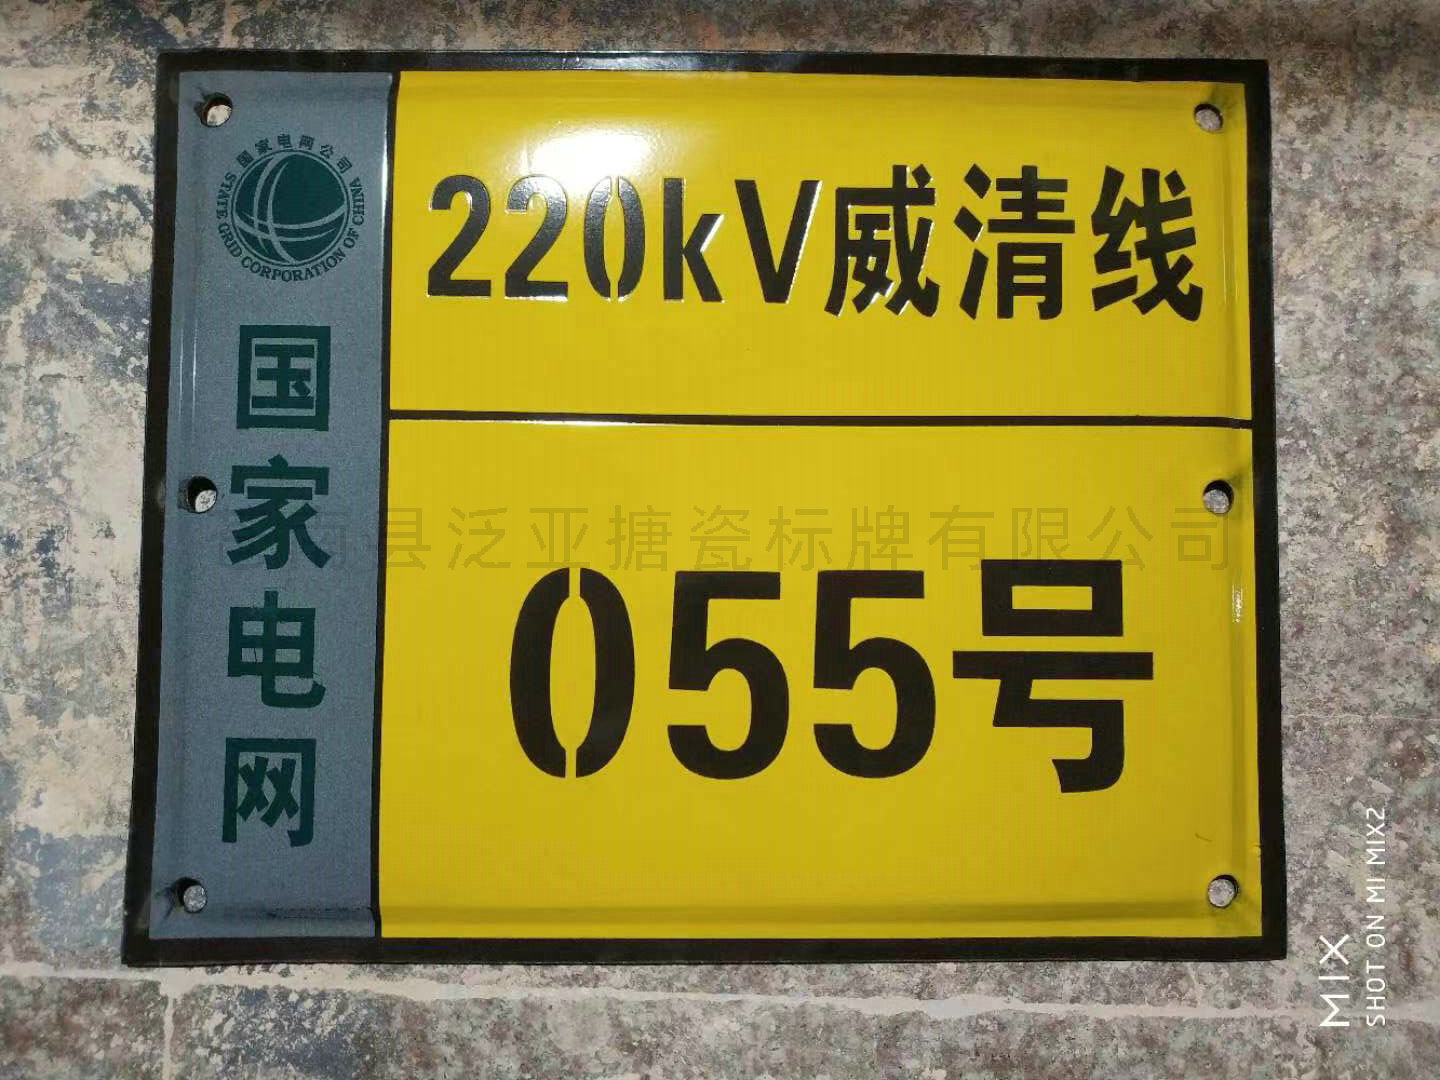 国家电网公司
STATE GRID CORPORATION OF CHINA
国家电网
220kV威清线
055号
县泛亚搪瓷标牌有限公司
MIX
SHOT ON MI MIX2